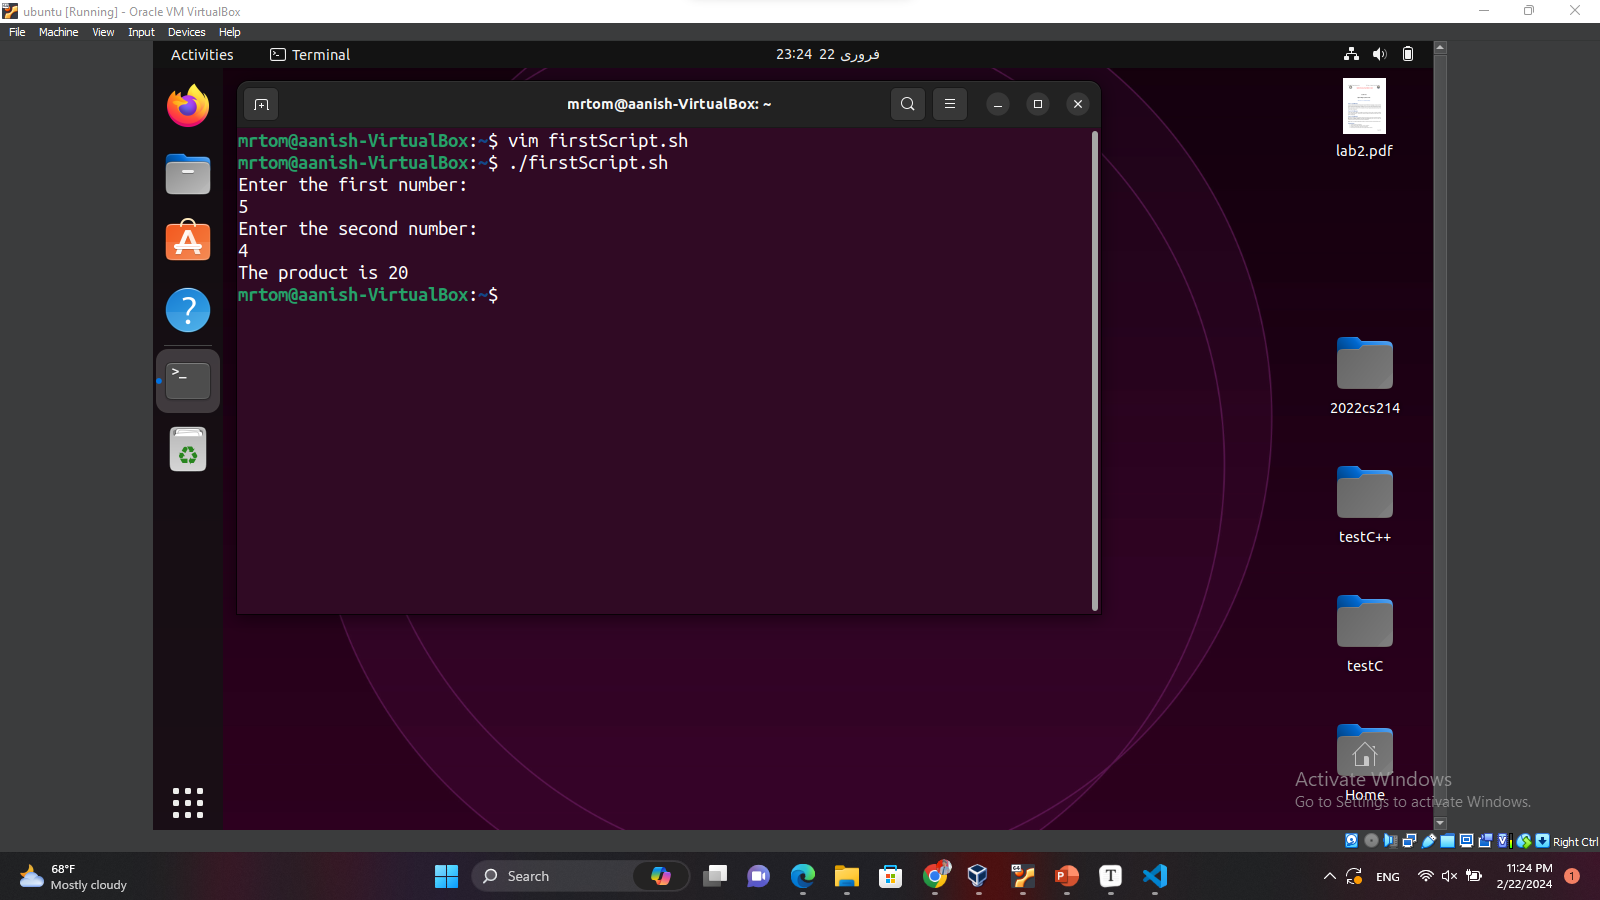 ubuntu [Running] - Oracle VM VirtualBox
File Machine View Input Devices Help
Activities Terminal 23:24 22 فروری
mrtom@aanish-VirtualBox: ~
mrtom@aanish-VirtualBox:~$ vim firstScript.sh
mrtom@aanish-VirtualBox:~$ ./firstScript.sh
Enter the first number:
5
Enter the second number:
4
The product is 20
mrtom@aanish-VirtualBox:~$
lab2.pdf
2022cs214
testC++
testC
Home
Activate Windows
Go to Settings to activate Windows.
Right Ctrl
68°F
Mostly cloudy
Search
ENG
11:24 PM
2/22/2024
1